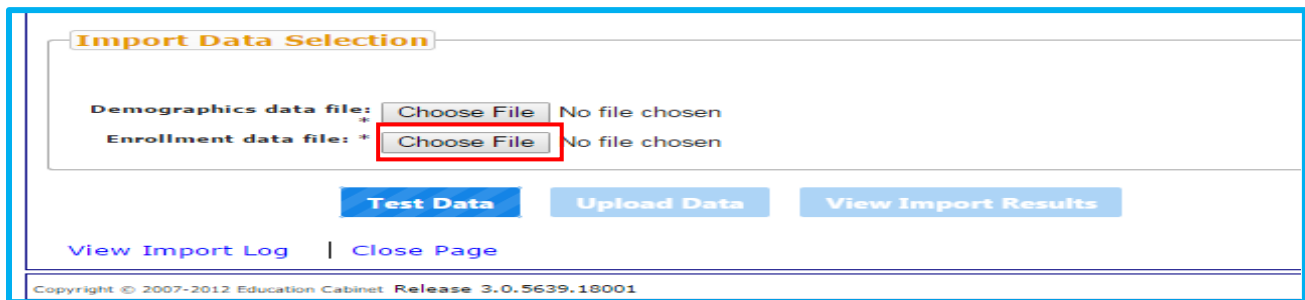 Import Data Selection
Demographics data file: * Choose File No file chosen
Enrollment data file: * Choose File No file chosen
Test Data Upload Data View Import Results
View Import Log | Close Page
Copyright © 2007-2012 Education Cabinet Release 3.0.5639.18001